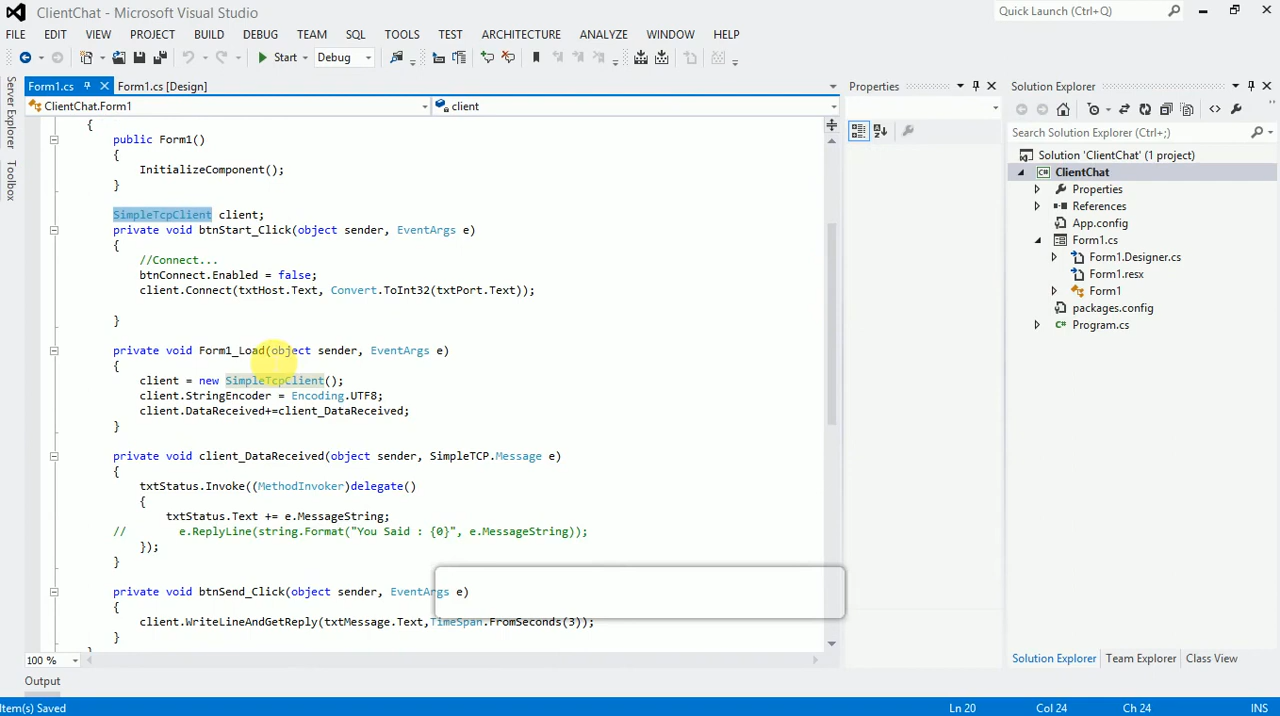 ClientChat - Microsoft Visual Studio
Quick Launch (Ctrl+Q)
FILE EDIT VIEW PROJECT BUILD DEBUG TEAM SQL TOOLS TEST ARCHITECTURE ANALYZE WINDOW HELP
Start Debug
Server Explorer
Toolbox
Form1.cs Form1.cs [Design]
ClientChat.Form1 client
{
public Form1()
{
InitializeComponent();
}
SimpleTcpClient client;
private void btnStart_Click(object sender, EventArgs e)
{
//Connect...
btnConnect.Enabled = false;
client.Connect(txtHost.Text, Convert.ToInt32(txtPort.Text));
}
private void Form1_Load(object sender, EventArgs e)
{
client = new SimpleTcpClient();
client.StringEncoder = Encoding.UTF8;
client.DataReceived+=client_DataReceived;
}
private void client_DataReceived(object sender, SimpleTCP.Message e)
{
txtStatus.Invoke((MethodInvoker)delegate()
{
txtStatus.Text += e.MessageString;
// e.ReplyLine(string.Format("You Said : {0}", e.MessageString));
});
}
private void btnSend_Click(object sender, EventArgs e)
{
client.WriteLineAndGetReply(txtMessage.Text,TimeSpan.FromSeconds(3));
}
100 %
Output
Properties
Solution Explorer
Search Solution Explorer (Ctrl+;)
Solution 'ClientChat' (1 project)
C# ClientChat
Properties
References
App.config
Form1.cs
Form1.Designer.cs
Form1.resx
Form1
packages.config
C# Program.cs
Solution Explorer Team Explorer Class View
Item(s) Saved Ln 20 Col 24 Ch 24 INS